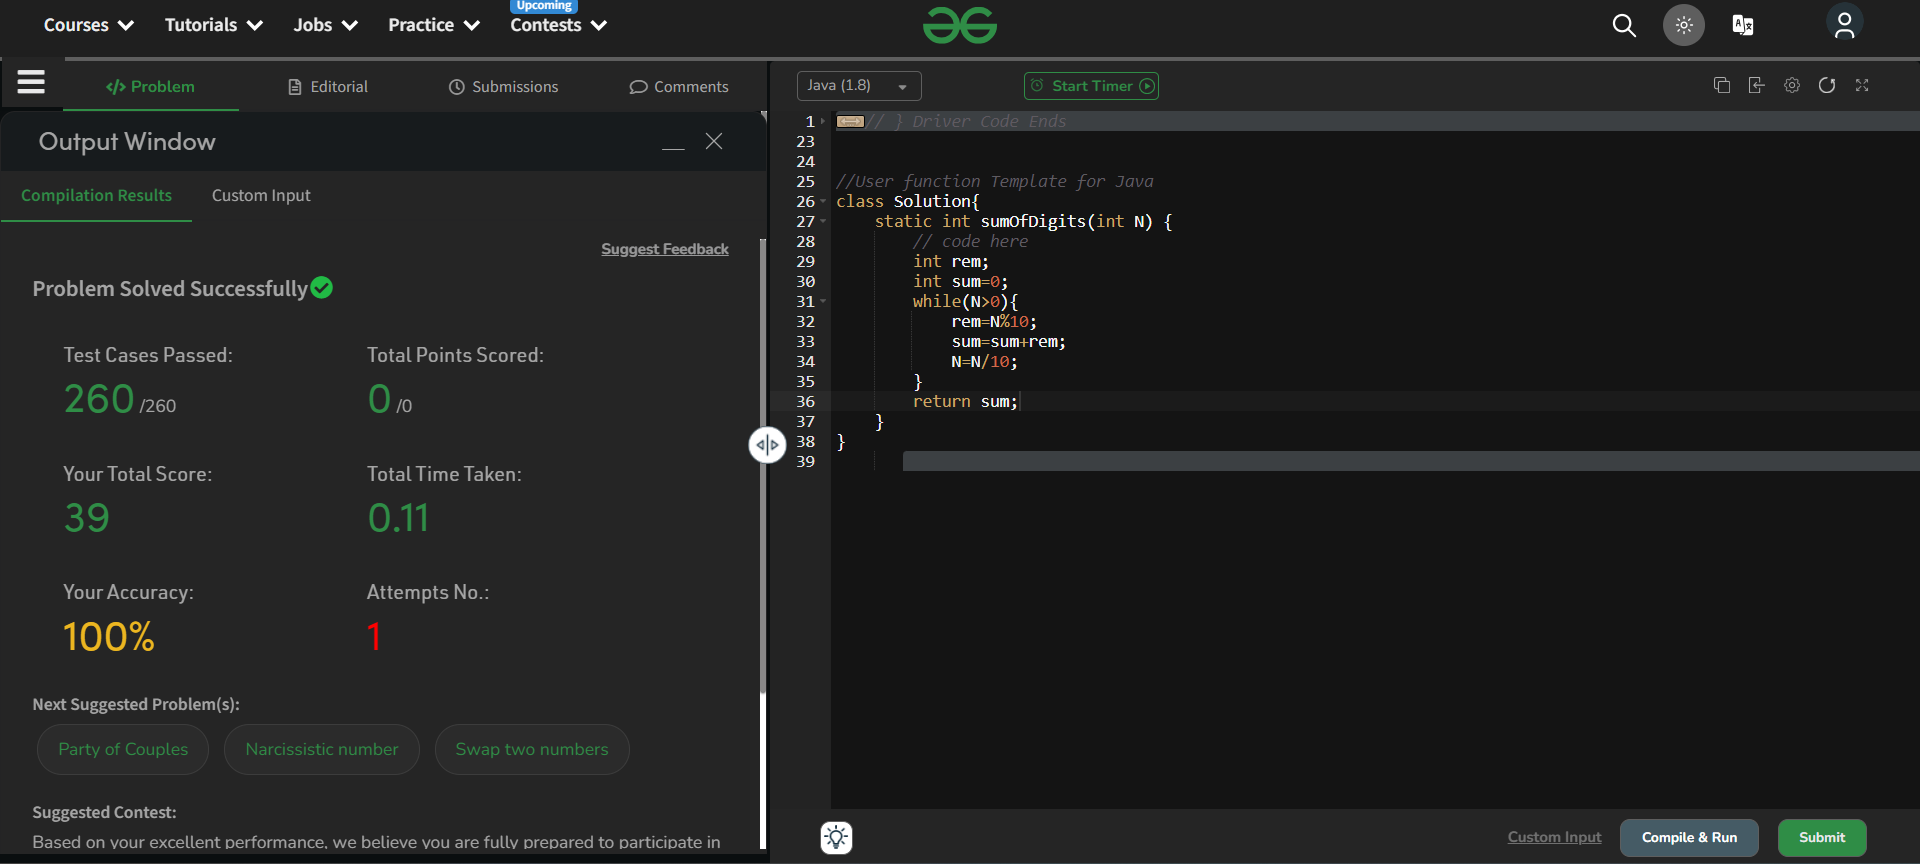 Courses Tutorials Jobs Practice Upcoming Contests
Problem Editorial Submissions Comments
Output Window
Compilation Results Custom Input
Suggest Feedback
Problem Solved Successfully
Test Cases Passed: Total Points Scored:
260 /260 0 /0
Your Total Score: Total Time Taken:
39 0.11
Your Accuracy: Attempts No.:
100% 1
Next Suggested Problem(s):
Party of Couples Narcissistic number Swap two numbers
Suggested Contest:
Based on your excellent performance, we believe you are fully prepared to participate in
Java (1.8) Start Timer
1 // } Driver Code Ends
23
24
25 //User function Template for Java
26 class Solution{
27 static int sumOfDigits(int N) {
28 // code here
29 int rem;
30 int sum=0;
31 while(N>0){
32 rem=N%10;
33 sum=sum+rem;
34 N=N/10;
35 }
36 return sum;
37 }
38 }
39
Custom Input Compile & Run Submit